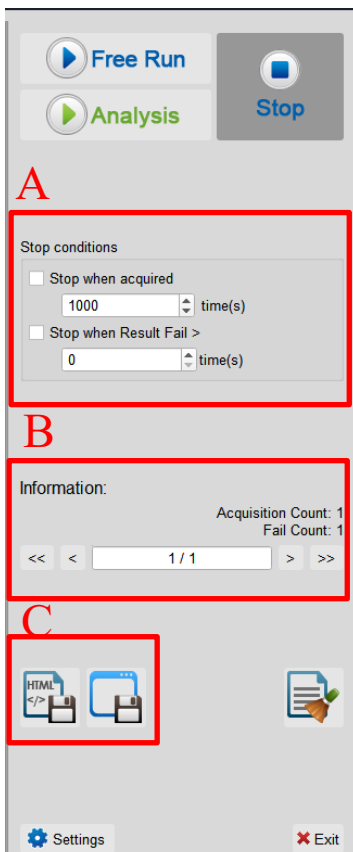 Free Run
Analysis
Stop
A
Stop conditions
Stop when acquired
1000 time(s)
Stop when Result Fail >
0 time(s)
B
Information:
Acquisition Count: 1
Fail Count: 1
<< < 1 / 1 > >>
C
HTML
</>
Settings
Exit